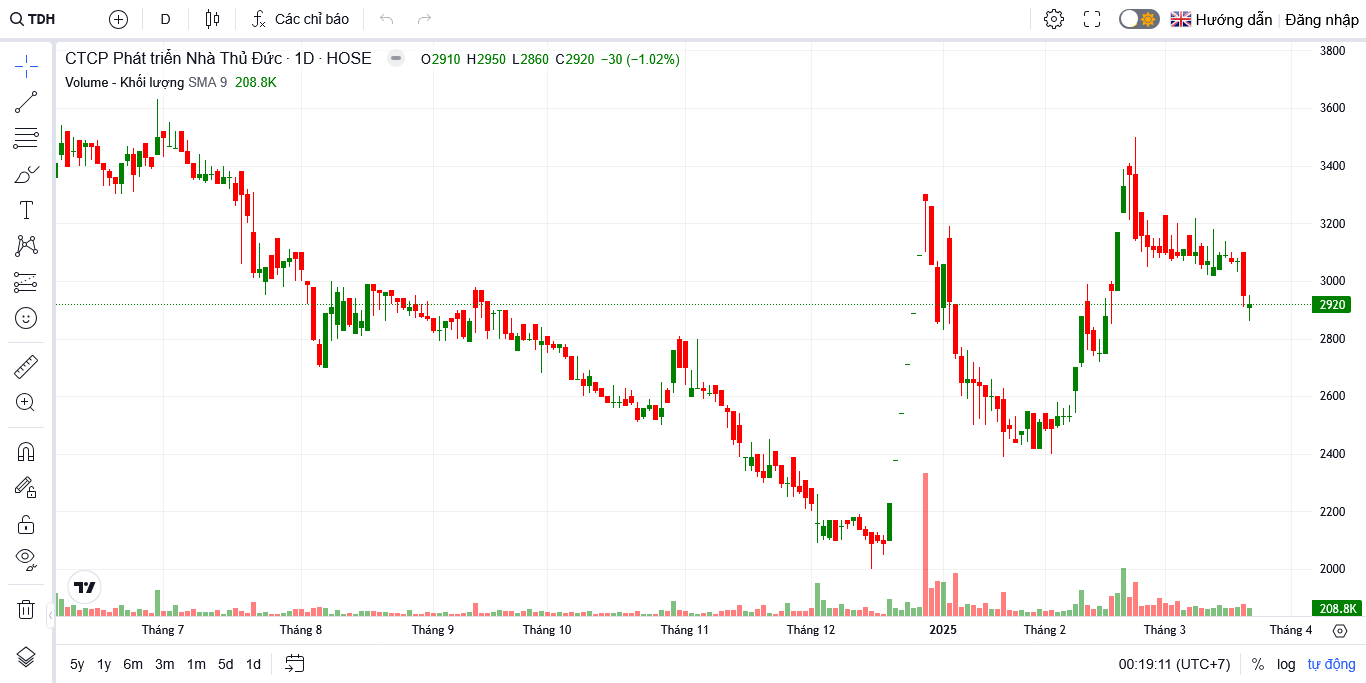 TDH D Các chỉ báo Hướng dẫn Đăng nhập
CTCP Phát triển Nhà Thủ Đức · 1D · HOSE O2910 H2950 L2860 C2920 −30 (−1.02%)
Volume - Khối lượng SMA 9 208.8K
3800
3600
3400
3200
3000
2920
2800
2600
2400
2200
2000
208.8K
Tháng 7 Tháng 8 Tháng 9 Tháng 10 Tháng 11 Tháng 12 2025 Tháng 2 Tháng 3 Tháng 4
5y 1y 6m 3m 1m 5d 1d 00:19:11 (UTC+7) % log tự động